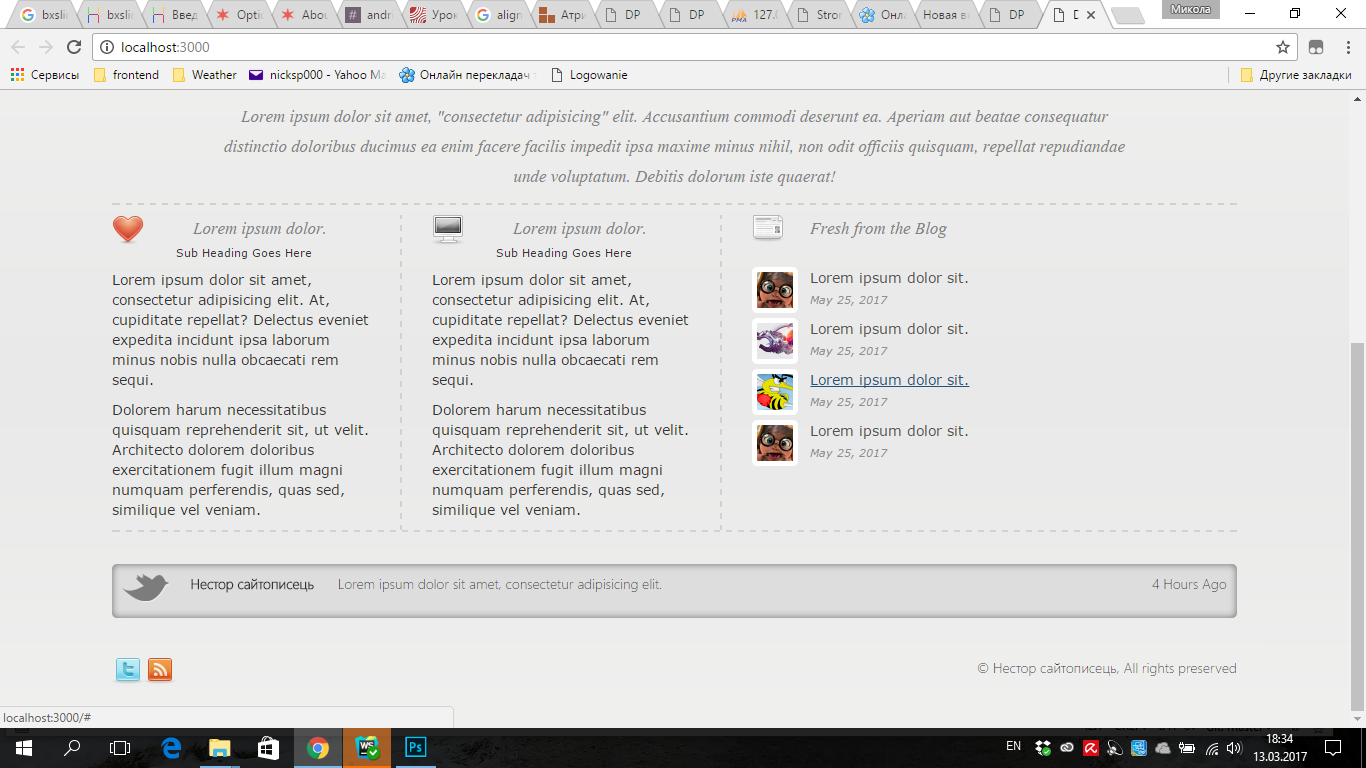 bxslid
bxslid
Введ
Optio
Abou
andr
Урок
align
Атри
DP
DP
127.0
Stron
Онла
Новая в
DP
D
Микола
localhost:3000
Сервисы
frontend
Weather
nicksp000 - Yahoo Ma
Онлайн перекладач
Logowanie
Другие закладки
Lorem ipsum dolor sit amet, "consectetur adipisicing" elit. Accusantium commodi deserunt ea. Aperiam aut beatae consequatur
distinctio doloribus ducimus ea enim facere facilis impedit ipsa maxime minus nihil, non odit officiis quisquam, repellat repudiandae
unde voluptatum. Debitis dolorum iste quaerat!
Lorem ipsum dolor.
Sub Heading Goes Here
Lorem ipsum dolor sit amet,
consectetur adipisicing elit. At,
cupiditate repellat? Delectus eveniet
expedita incidunt ipsa laborum
minus nobis nulla obcaecati rem
sequi.
Dolorem harum necessitatibus
quisquam reprehenderit sit, ut velit.
Architecto dolorem doloribus
exercitationem fugit illum magni
numquam perferendis, quas sed,
similique vel veniam.
Lorem ipsum dolor.
Sub Heading Goes Here
Lorem ipsum dolor sit amet,
consectetur adipisicing elit. At,
cupiditate repellat? Delectus eveniet
expedita incidunt ipsa laborum
minus nobis nulla obcaecati rem
sequi.
Dolorem harum necessitatibus
quisquam reprehenderit sit, ut velit.
Architecto dolorem doloribus
exercitationem fugit illum magni
numquam perferendis, quas sed,
similique vel veniam.
Fresh from the Blog
Lorem ipsum dolor sit.
May 25, 2017
Lorem ipsum dolor sit.
May 25, 2017
Lorem ipsum dolor sit.
May 25, 2017
Lorem ipsum dolor sit.
May 25, 2017
Нестор сайтописець Lorem ipsum dolor sit amet, consectetur adipisicing elit. 4 Hours Ago
© Нестор сайтописець, All rights preserved
localhost:3000/#
EN
18:34
13.03.2017